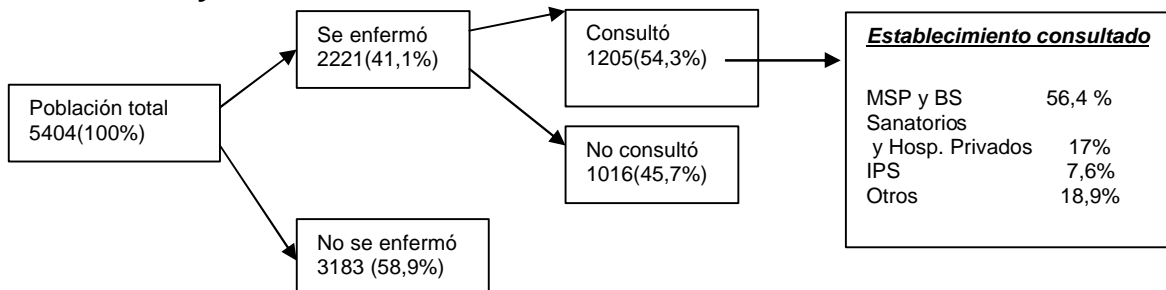 Población total
5404(100%)
Se enfermó
2221(41,1%)
No se enfermó
3183 (58,9%)
Consultó
1205(54,3%)
No consultó
1016(45,7%)
Establecimiento consultado
MSP y BS 56,4 %
Sanatorios
y Hosp. Privados 17%
IPS 7,6%
Otros 18,9%